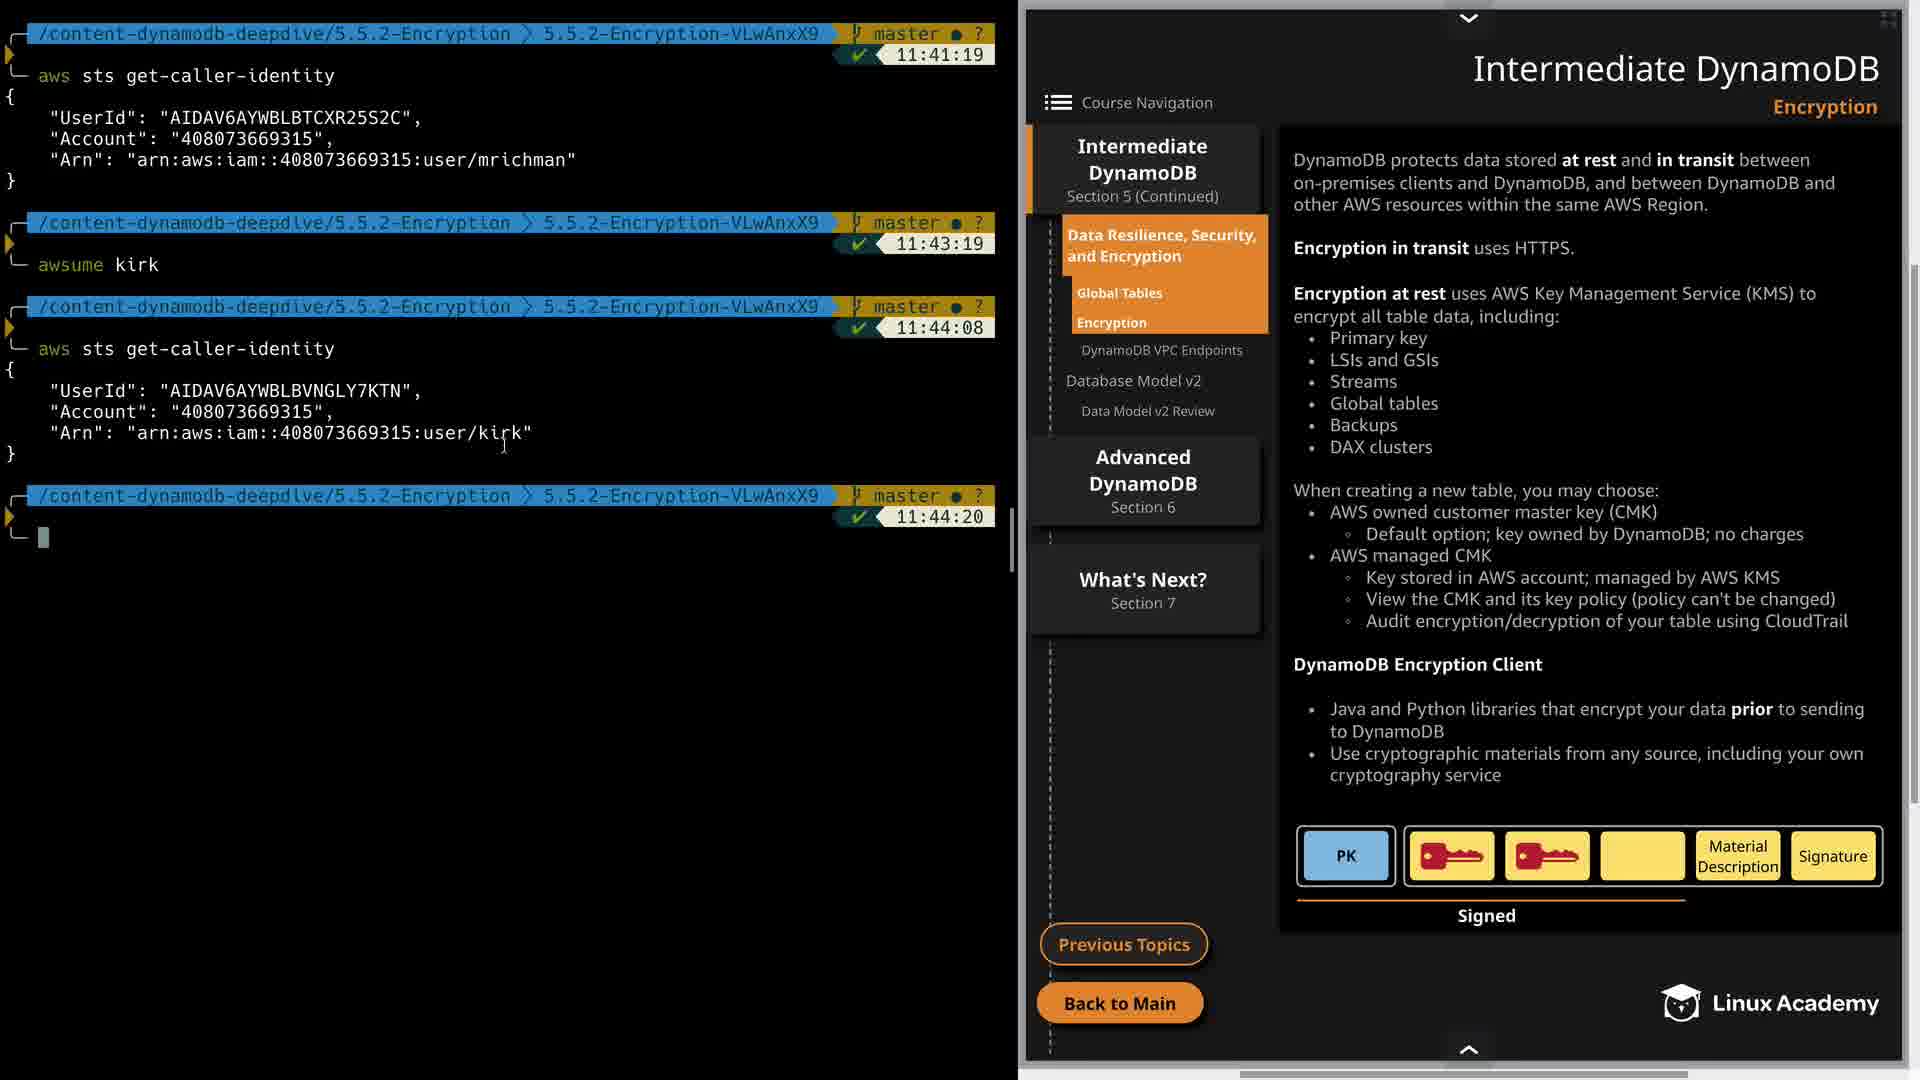 /content-dynamodb-deepdive/5.5.2-Encryption 5.5.2-Encryption-VLwAnxX9 master ● ?
✔ 11:41:19
aws sts get-caller-identity
{
"UserId": "AIDAV6AYWBLBTCXR25S2C",
"Account": "408073669315",
"Arn": "arn:aws:iam::408073669315:user/mrichman"
}
/content-dynamodb-deepdive/5.5.2-Encryption 5.5.2-Encryption-VLwAnxX9 master ● ?
✔ 11:43:19
awsume kirk
/content-dynamodb-deepdive/5.5.2-Encryption 5.5.2-Encryption-VLwAnxX9 master ● ?
✔ 11:44:08
aws sts get-caller-identity
{
"UserId": "AIDAV6AYWBLBVNGLY7KTN",
"Account": "408073669315",
"Arn": "arn:aws:iam::408073669315:user/kirk"
}
/content-dynamodb-deepdive/5.5.2-Encryption 5.5.2-Encryption-VLwAnxX9 master ● ?
✔ 11:44:20
Intermediate DynamoDB
Encryption
Course Navigation
Intermediate
DynamoDB
Section 5 (Continued)
Data Resilience, Security,
and Encryption
Global Tables
Encryption
DynamoDB VPC Endpoints
Database Model v2
Data Model v2 Review
Advanced
DynamoDB
Section 6
What's Next?
Section 7
Previous Topics
Back to Main
DynamoDB protects data stored at rest and in transit between
on-premises clients and DynamoDB, and between DynamoDB and
other AWS resources within the same AWS Region.
Encryption in transit uses HTTPS.
Encryption at rest uses AWS Key Management Service (KMS) to
encrypt all table data, including:
• Primary key
• LSIs and GSIs
• Streams
• Global tables
• Backups
• DAX clusters
When creating a new table, you may choose:
• AWS owned customer master key (CMK)
◦ Default option; key owned by DynamoDB; no charges
• AWS managed CMK
◦ Key stored in AWS account; managed by AWS KMS
◦ View the CMK and its key policy (policy can't be changed)
◦ Audit encryption/decryption of your table using CloudTrail
DynamoDB Encryption Client
• Java and Python libraries that encrypt your data prior to sending
to DynamoDB
• Use cryptographic materials from any source, including your own
cryptography service
PK
Material
Description
Signature
Signed
Linux Academy